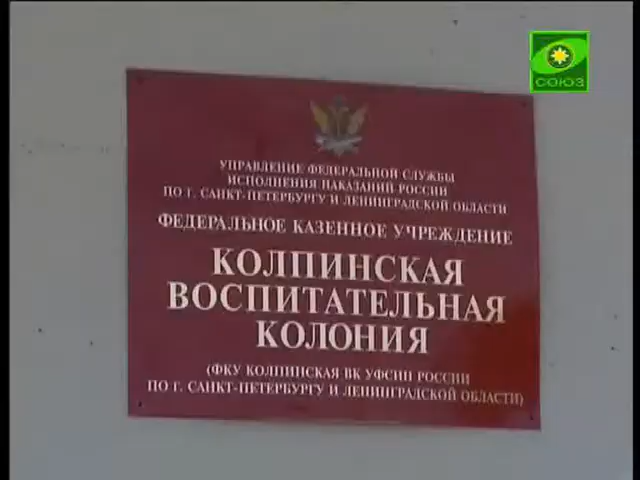 СОЮЗ
УПРАВЛЕНИЕ ФЕДЕРАЛЬНОЙ СЛУЖБЫ
ИСПОЛНЕНИЯ НАКАЗАНИЙ РОССИИ
ПО Г. САНКТ-ПЕТЕРБУРГУ И ЛЕНИНГРАДСКОЙ ОБЛАСТИ
ФЕДЕРАЛЬНОЕ КАЗЕННОЕ УЧРЕЖДЕНИЕ
КОЛПИНСКАЯ
ВОСПИТАТЕЛЬНАЯ
КОЛОНИЯ
(ФКУ КОЛПИНСКАЯ ВК УФСИН РОССИИ
ПО Г. САНКТ-ПЕТЕРБУРГУ И ЛЕНИНГРАДСКОЙ ОБЛАСТИ)